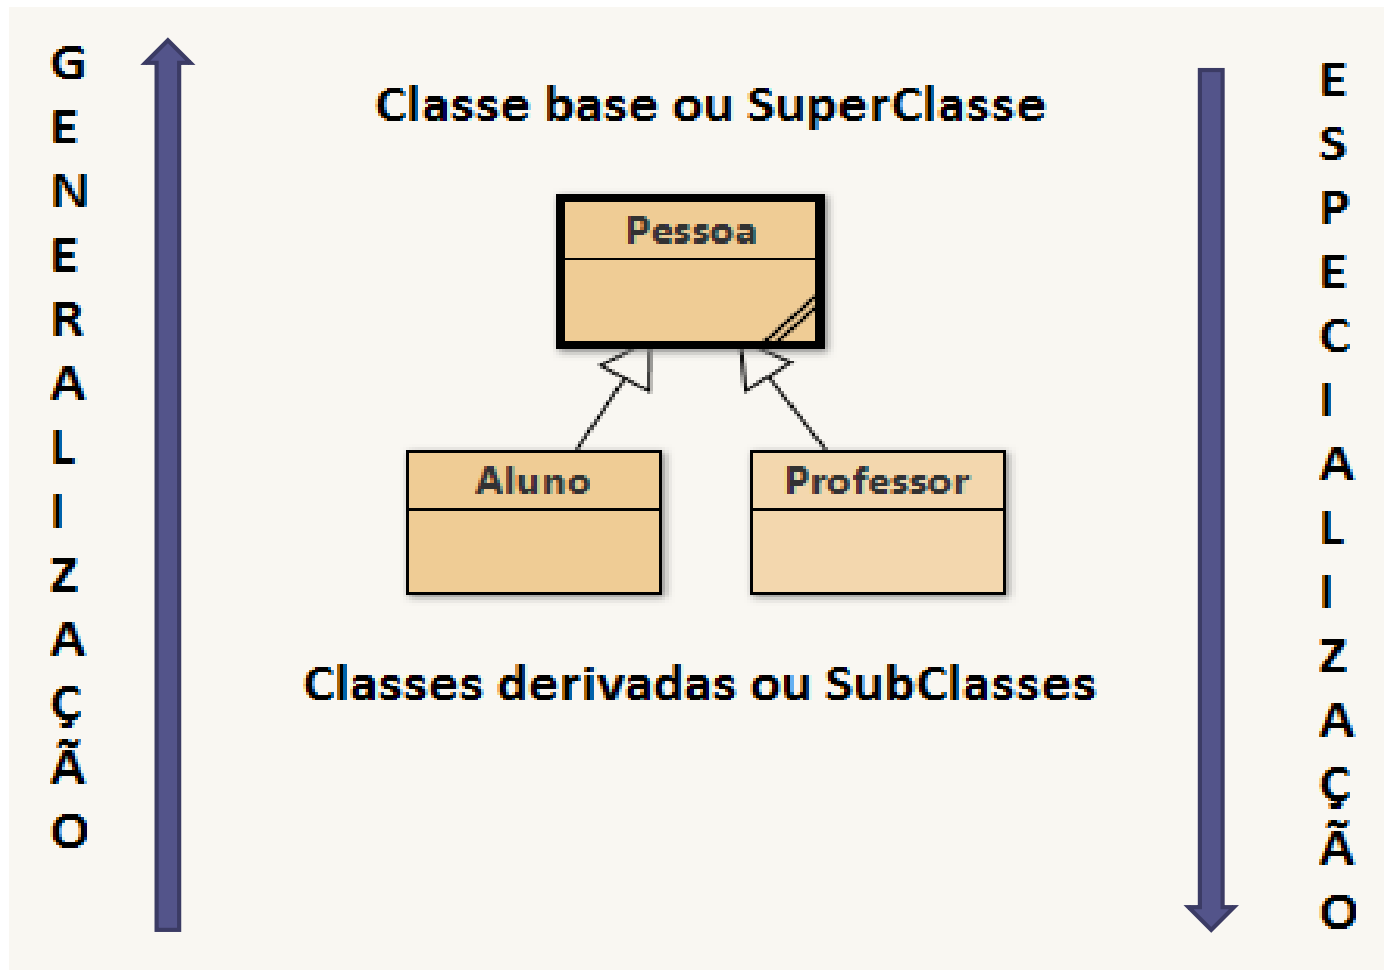 GENERALIZAÇÃO
Classe base ou SuperClasse
Pessoa
Aluno
Professor
Classes derivadas ou SubClasses
ESPECIALIZAÇÃO